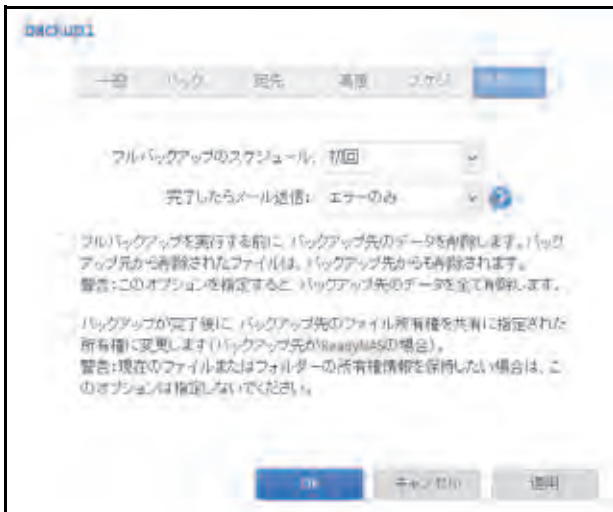 backup1
一般 バック 宛先 高度 スケジ
フルバックアップのスケジュール: 初回
完了したらメール送信: エラーのみ
フルバックアップを実行する前に、バックアップ先のデータを削除します。バック
アップ元から削除されたファイルは、バックアップ先からも削除されます。
警告:このオプションを指定すると、バックアップ先のデータを全て削除します。
バックアップが完了後に、バックアップ先のファイル所有権を共有に指定された
所有権に変更します(バックアップ先がReadyNASの場合)。
警告:現在のファイルまたはフォルダーの所有権情報を保持したい場合は、こ
のオプションは指定しないでください。
OK キャンセル 適用